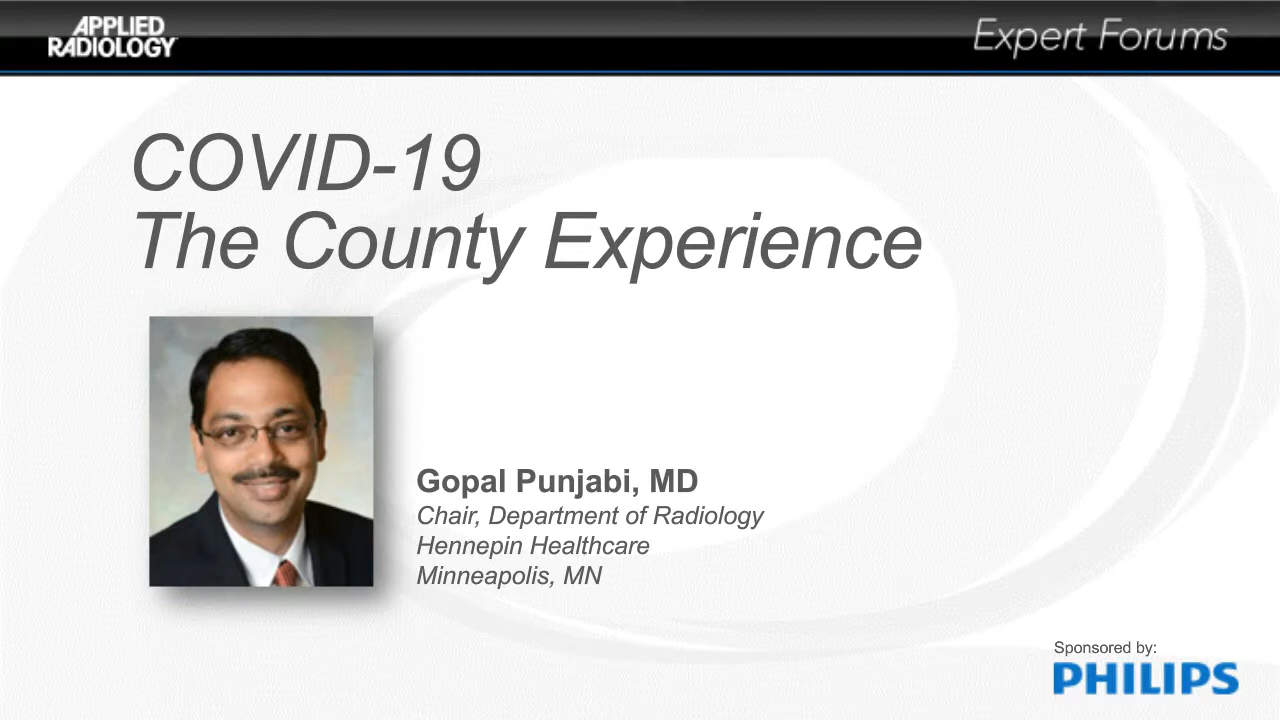 APPLIED
RADIOLOGY
Expert Forums
COVID-19
The County Experience
Gopal Punjabi, MD
Chair, Department of Radiology
Hennepin Healthcare
Minneapolis, MN
Sponsored by:
PHILIPS